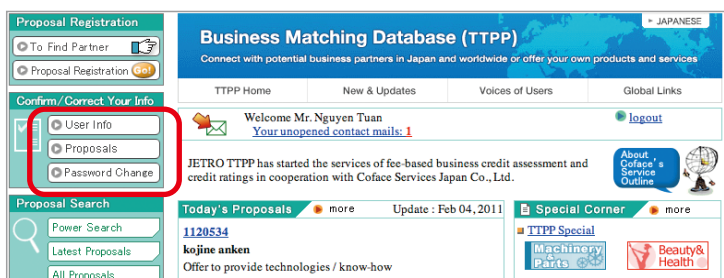 Proposal Registration
To Find Partner
Proposal Registration Go!
Confirm/Correct Your Info
User Info
Proposals
Password Change
Proposal Search
Power Search
Latest Proposals
All Proposals
JAPANESE
Business Matching Database (TTPP)
Connect with potential business partners in Japan and worldwide or offer your own products and services
TTPP Home New & Updates Voices of Users Global Links
Welcome Mr. Nguyen Tuan
Your unopened contact mails: 1
logout
JETRO TTPP has started the services of fee-based business credit assessment and
credit ratings in cooperation with Coface Services Japan Co., Ltd.
About
Coface's
Service
Outline
Today's Proposals more Update : Feb 04, 2011
1120534
kojine anken
Offer to provide technologies / know-how
Special Corner more
TTPP Special
Machinery
Parts
Beauty&
Health